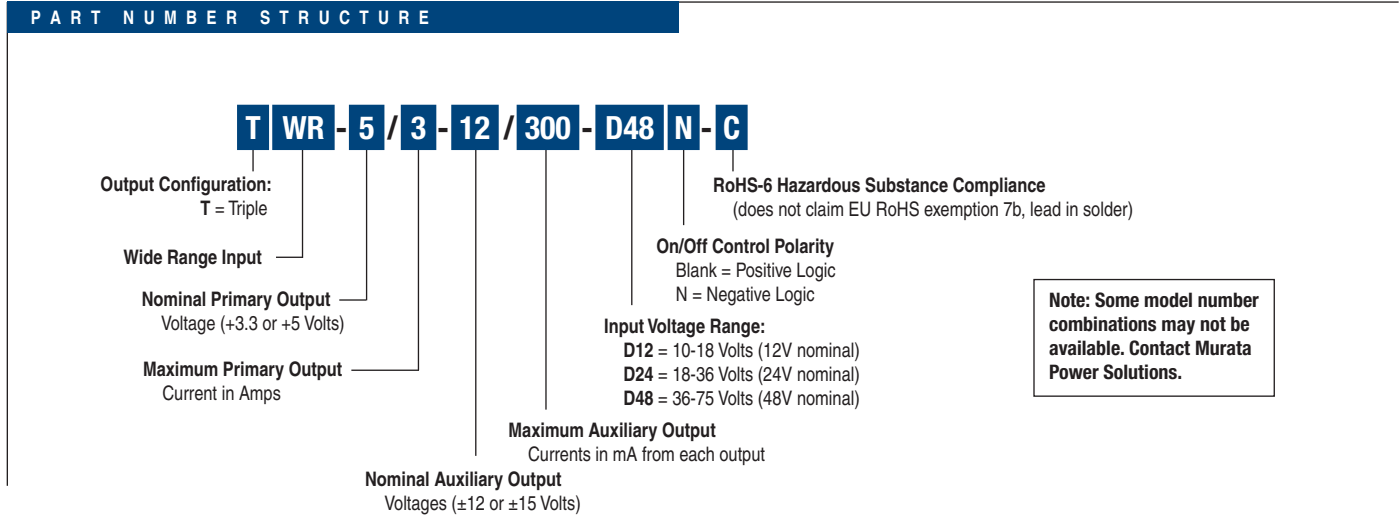 PART NUMBER STRUCTURE
T WR - 5 / 3 - 12 / 300 - D48 N - C
Output Configuration:
T = Triple
Wide Range Input
Nominal Primary Output
Voltage (+3.3 or +5 Volts)
Maximum Primary Output
Current in Amps
Nominal Auxiliary Output
Voltages (±12 or ±15 Volts)
Maximum Auxiliary Output
Currents in mA from each output
Input Voltage Range:
D12 = 10-18 Volts (12V nominal)
D24 = 18-36 Volts (24V nominal)
D48 = 36-75 Volts (48V nominal)
On/Off Control Polarity
Blank = Positive Logic
N = Negative Logic
RoHS-6 Hazardous Substance Compliance
(does not claim EU RoHS exemption 7b, lead in solder)
Note: Some model number
combinations may not be
available. Contact Murata
Power Solutions.